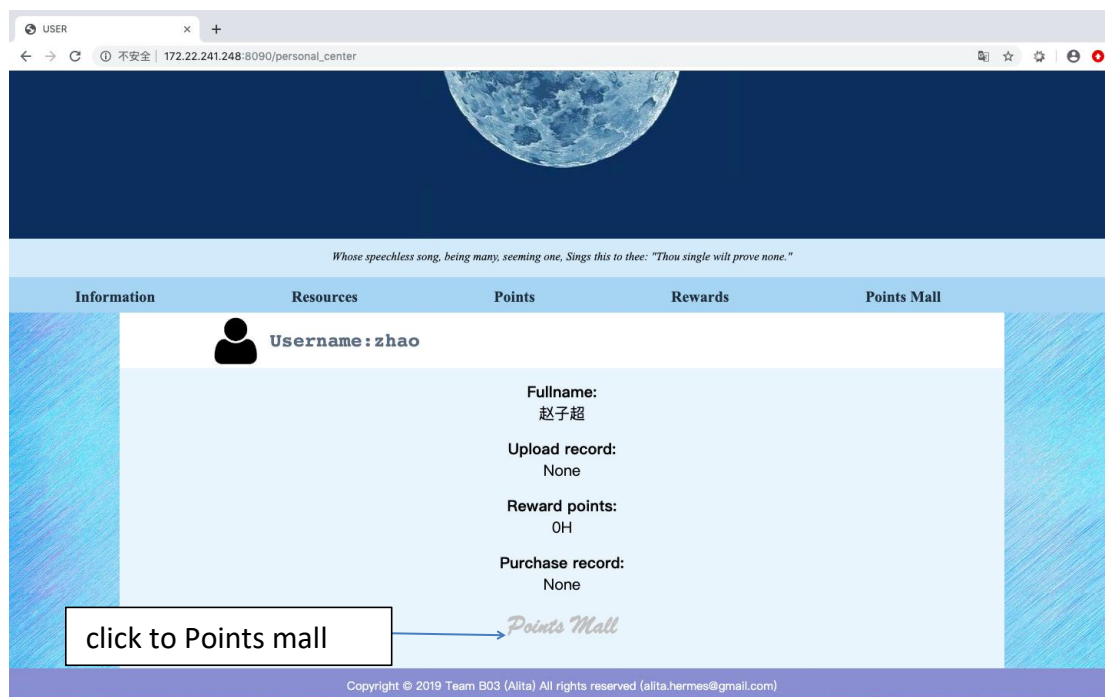 USER
不安全 | 172.22.241.248:8090/personal_center
Whose speechless song, being many, seeming one, Sings this to thee: "Thou single wilt prove none."
Information Resources Points Rewards Points Mall
Username:zhao
Fullname:
赵子超
Upload record:
None
Reward points:
0H
Purchase record:
None
Points Mall
click to Points mall
Copyright © 2019 Team B03 (Alita) All rights reserved (alita.hermes@gmail.com)